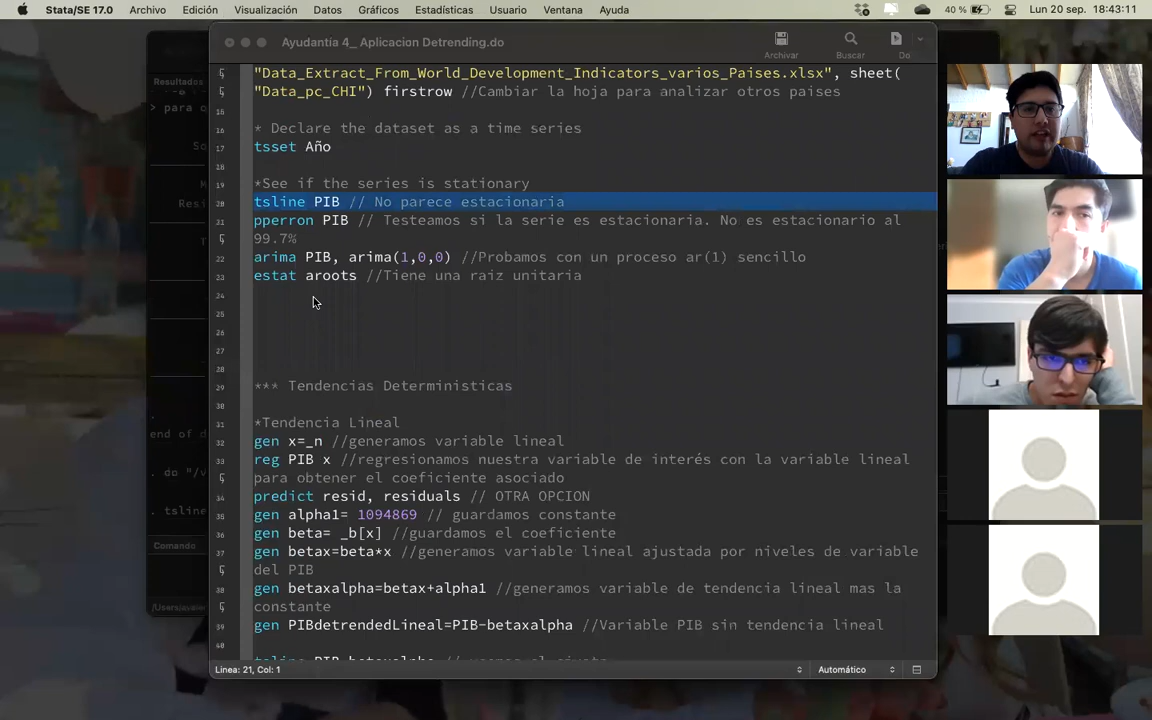 Stata/SE 17.0 Archivo Edición Visualización Datos Gráficos Estadísticas Usuario Ventana Ayuda 40 % Lun 20 sep. 18:43:11
Ayudantia 4_ Aplicacion Detrending.do
Archivar Buscar Do
Resultados
> para o
So
M
Res
T
end of d
. do "/v
. tslin
Comando
/Users/
"Data_Extract_From_World_Development_Indicators_varios_Paises.xlsx", sheet(
"Data_pc_CHI") firstrow //Cambiar la hoja para analizar otros paises
15
16 * Declare the dataset as a time series
17 tsset Año
18
19 *See if the series is stationary
20 tsline PIB // No parece estacionaria
21 pperron PIB // Testeamos si la serie es estacionaria. No es estacionario al
99.7%
22 arima PIB, arima(1,0,0) //Probamos con un proceso ar(1) sencillo
23 estat aroots //Tiene una raiz unitaria
24
25
26
27
28
29 *** Tendencias Deterministicas
30
31 *Tendencia Lineal
32 gen x=_n //generamos variable lineal
33 reg PIB x //regresionamos nuestra variable de interés con la variable lineal
para obtener el coeficiente asociado
34 predict resid, residuals // OTRA OPCION
35 gen alpha1= 1094869 // guardamos constante
36 gen beta= _b[x] //guardamos el coeficiente
37 gen betax=beta*x //generamos variable lineal ajustada por niveles de variable
del PIB
38 gen betaxalpha=betax+alpha1 //generamos variable de tendencia lineal mas la
constante
39 gen PIBdetrendedLineal=PIB-betaxalpha //Variable PIB sin tendencia lineal
40
Línea: 21, Col: 1 Automático